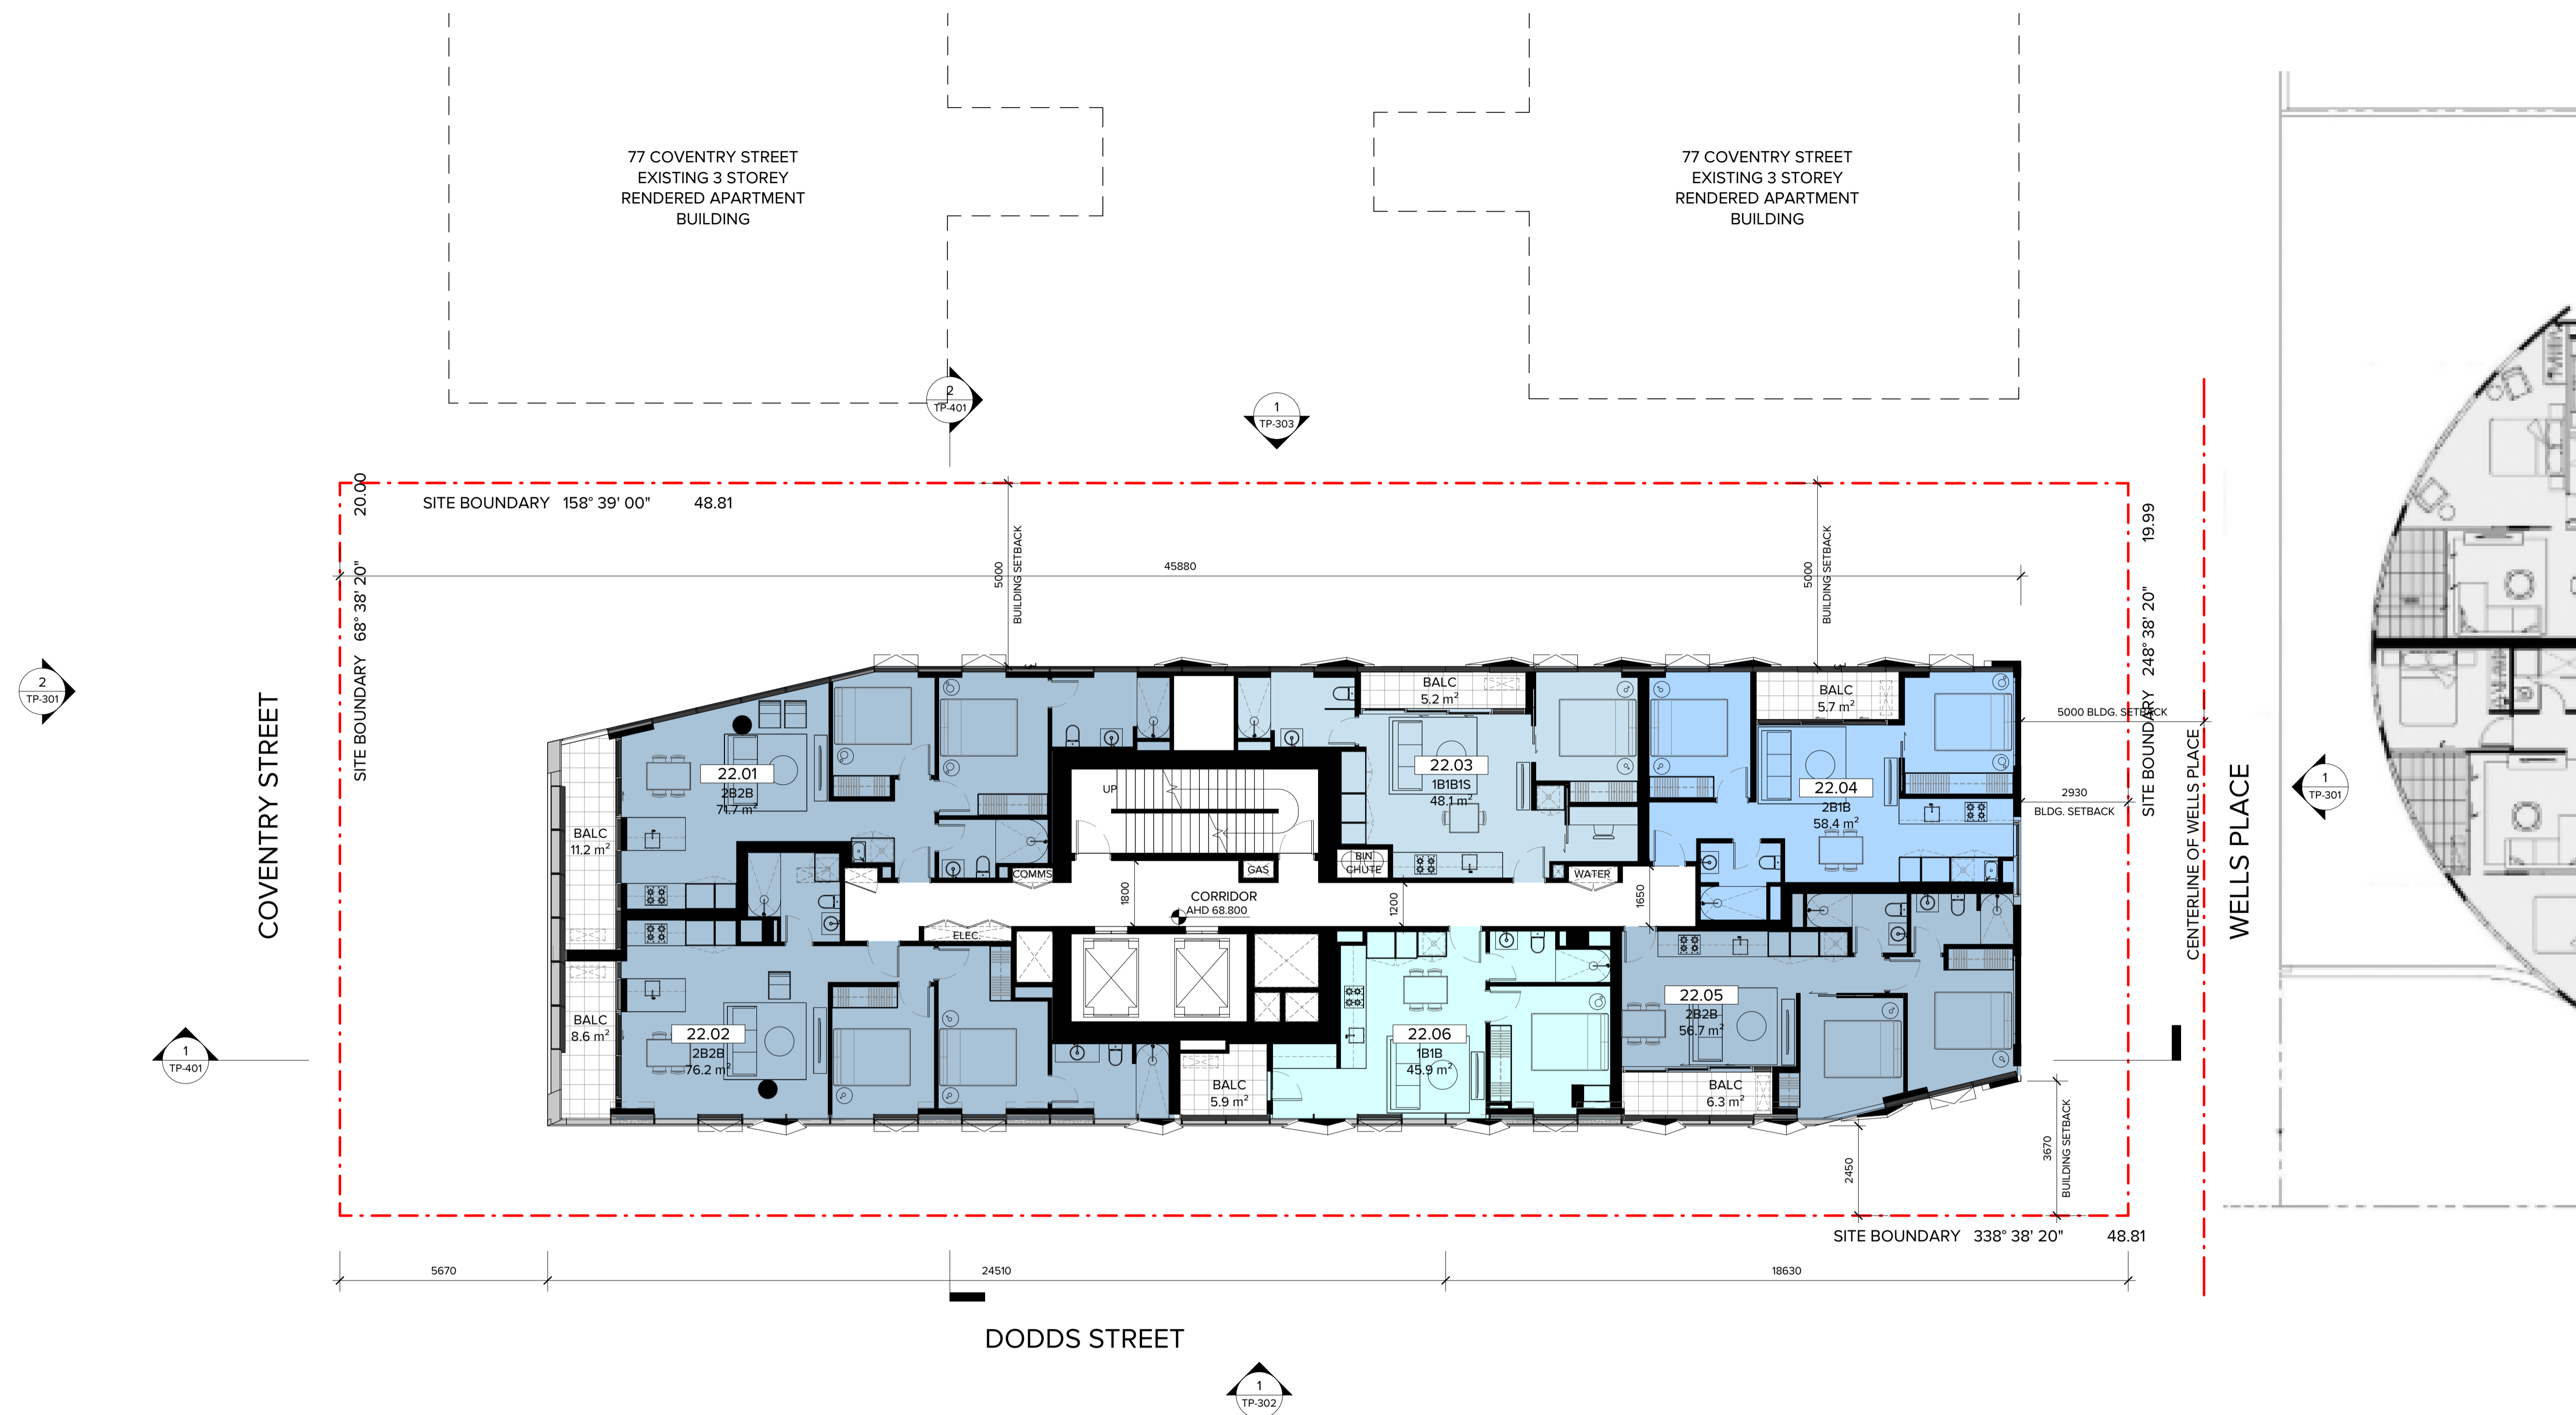 77 COVENTRY STREET
EXISTING 3 STOREY
RENDERED APARTMENT
BUILDING
77 COVENTRY STREET
EXISTING 3 STOREY
RENDERED APARTMENT
BUILDING
2
TP-401
1
TP-303
SITE BOUNDARY 158° 39' 00" 48.81
SITE BOUNDARY 68° 38' 20" 20.00
SITE BOUNDARY 248° 38' 20" 19.99
45880
5000
BUILDING SETBACK
5000
BUILDING SETBACK
2
TP-301
COVENTRY STREET
1
TP-401
22.01
2B2B
71.7 m²
BALC
11.2 m²
22.02
2B2B
76.2 m²
BALC
8.6 m²
UP
COMMS
GAS
BIN
CHUTE
WATER
ELEC.
CORRIDOR
AHD 68.800
1800
1200
1650
BALC
5.2 m²
22.03
1B1B1S
48.1 m²
BALC
5.7 m²
22.04
2B1B
58.4 m²
22.05
2B2B
56.7 m²
BALC
6.3 m²
22.06
1B1B
45.9 m²
BALC
5.9 m²
5000 BLDG. SETBACK
2930
BLDG. SETBACK
CENTERLINE OF WELLS PLACE
WELLS PLACE
1
TP-301
2450
3670
BUILDING SETBACK
SITE BOUNDARY 338° 38' 20" 48.81
5670
24510
18630
DODDS STREET
1
TP-302